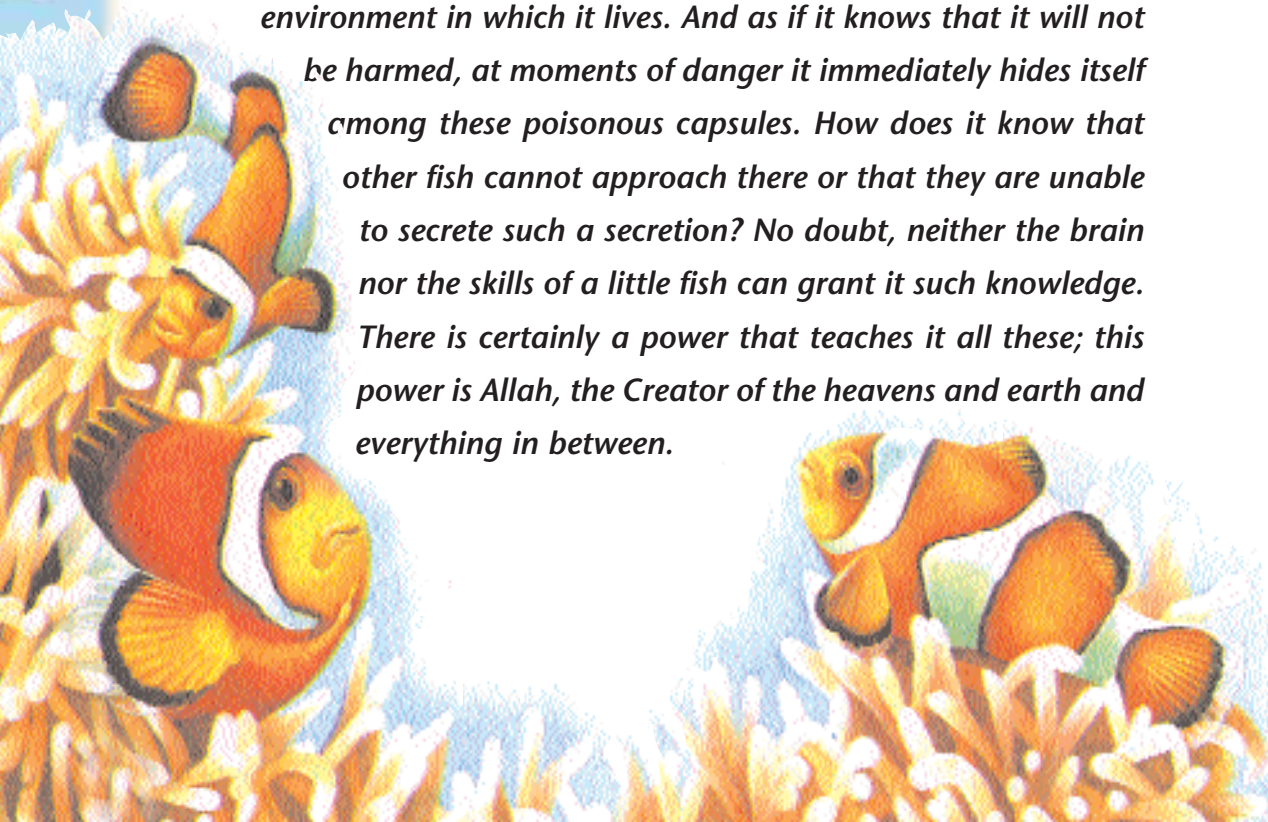 environment in which it lives. And as if it knows that it will not
be harmed, at moments of danger it immediately hides itself
among these poisonous capsules. How does it know that
other fish cannot approach there or that they are unable
to secrete such a secretion? No doubt, neither the brain
nor the skills of a little fish can grant it such knowledge.
There is certainly a power that teaches it all these; this
power is Allah, the Creator of the heavens and earth and
everything in between.